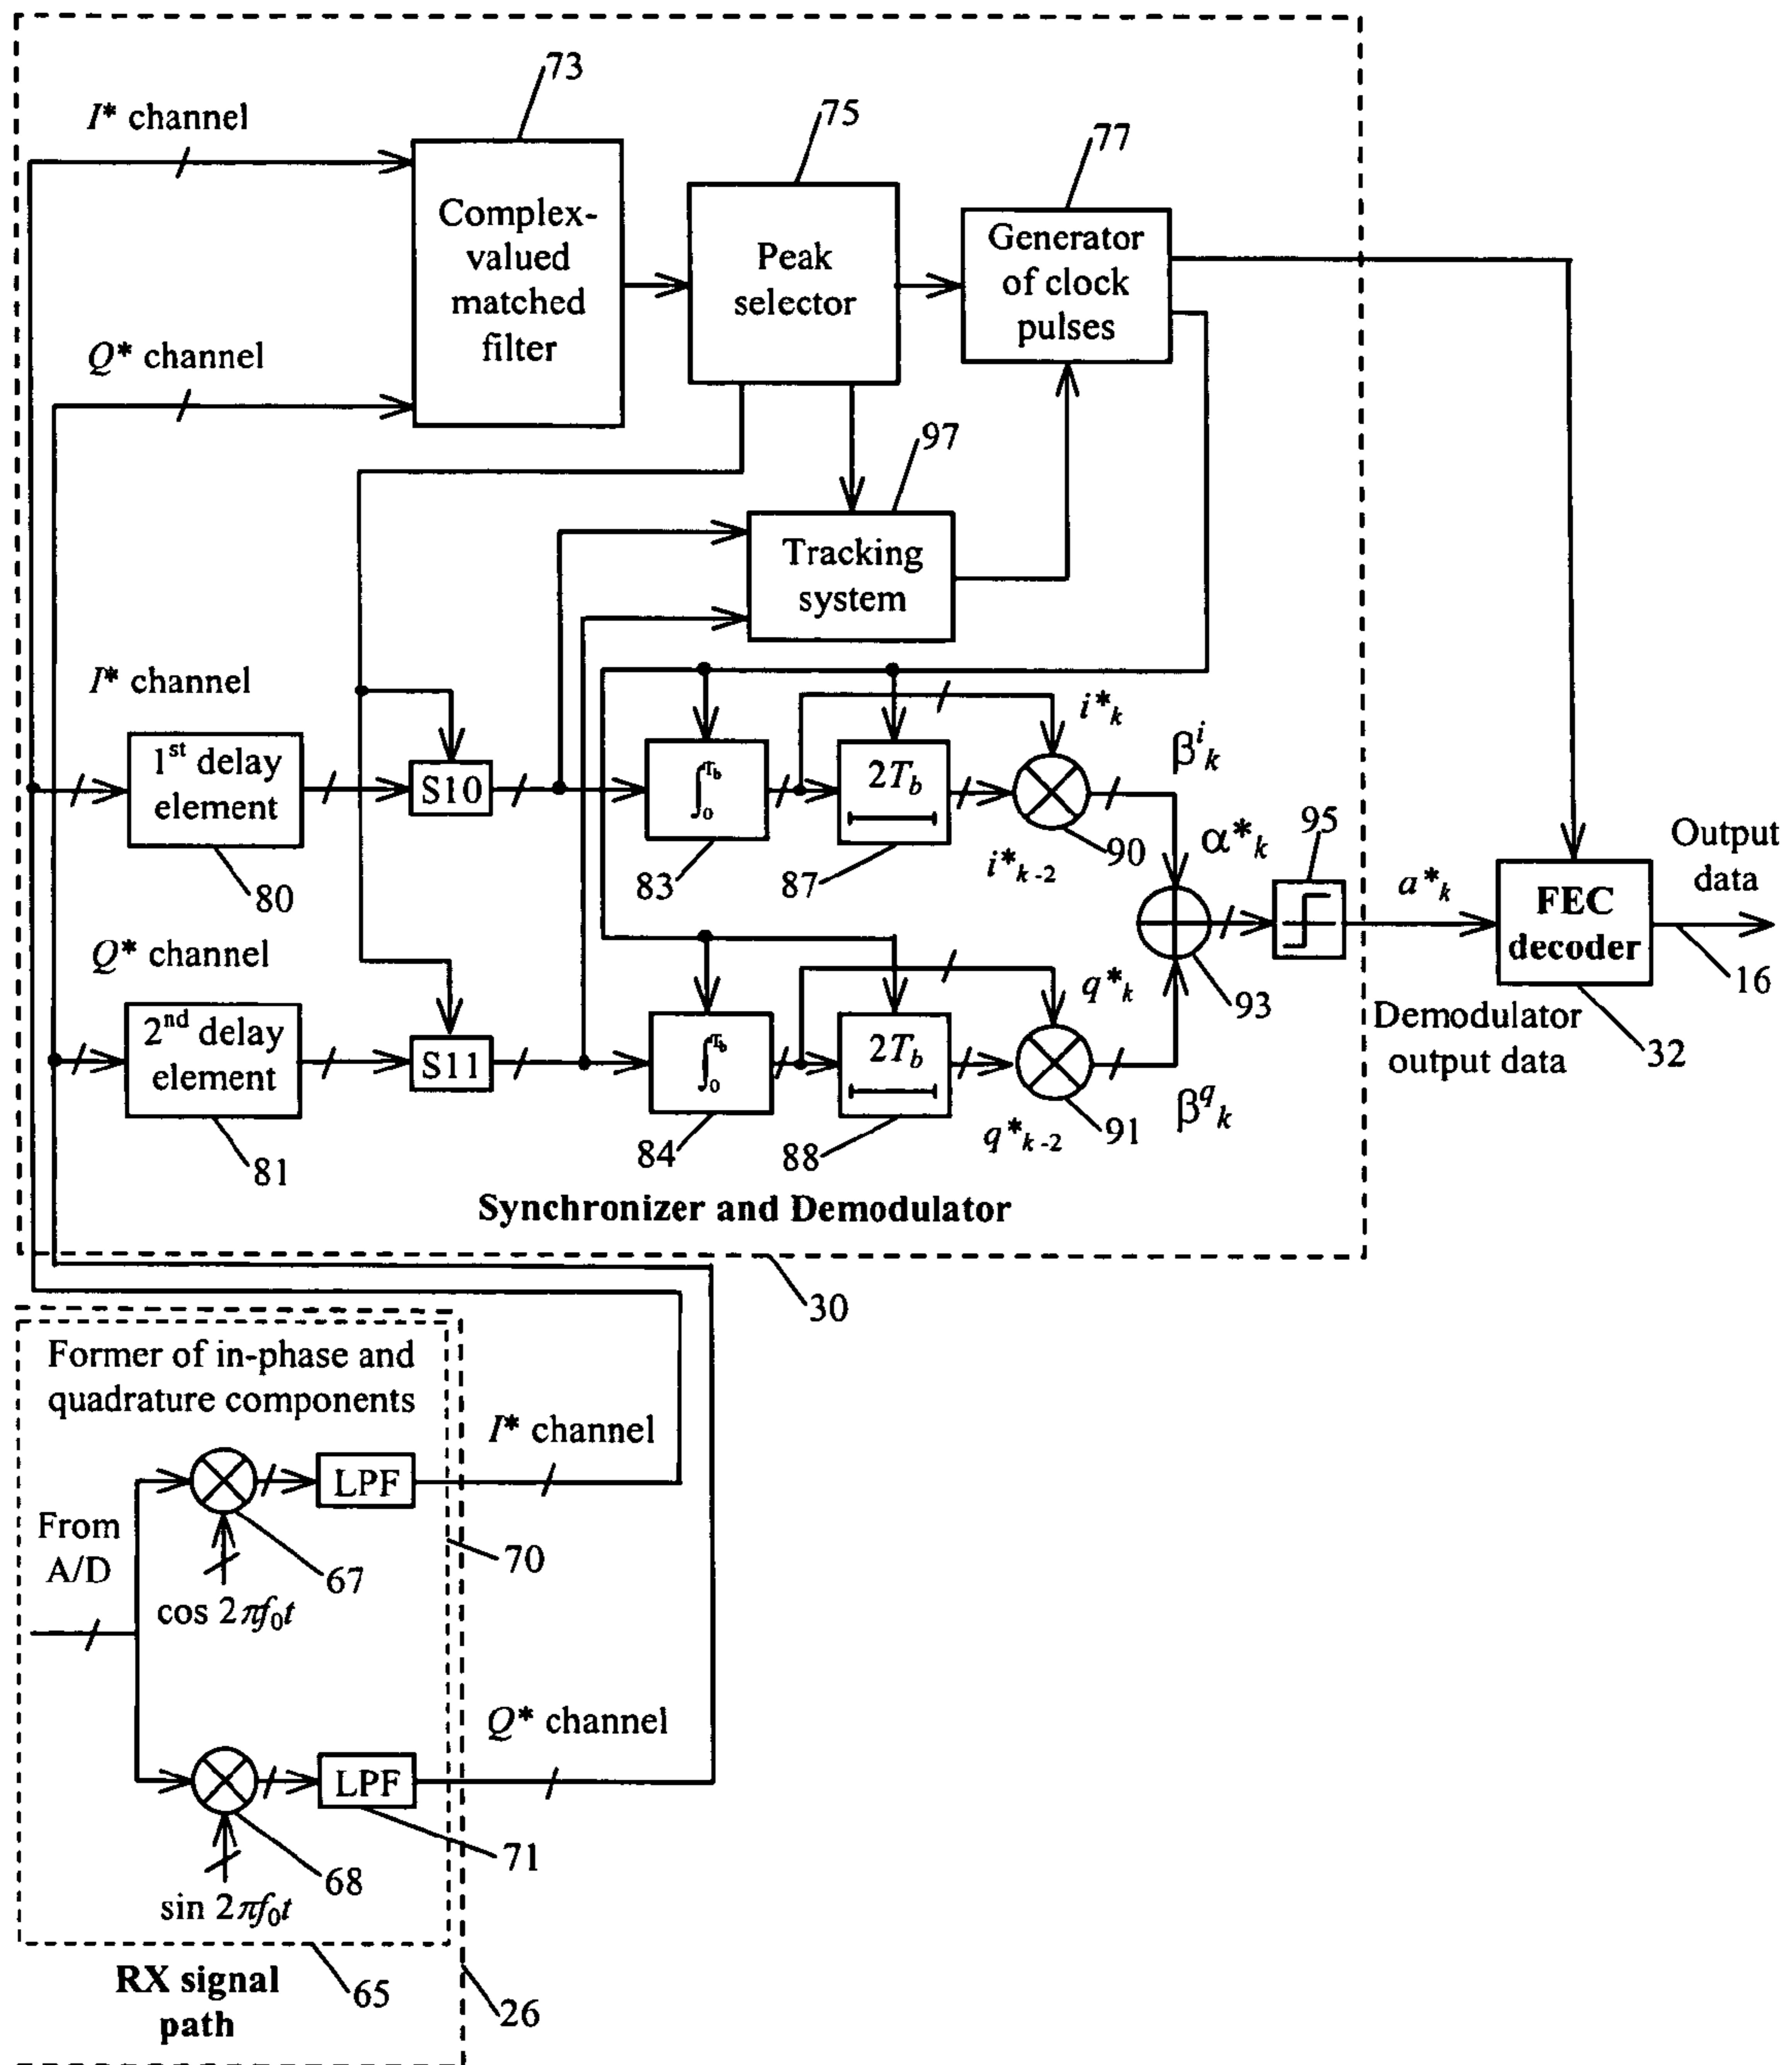 73
I* channel
75
77
Complex-
valued
matched
filter
Peak
selector
Generator
of clock
pulses
Q* channel
97
Tracking
system
I* channel
i*k
βik
1st delay
element
S10
∫0Tb
2Tb
95
α*k
Output
data
80
83
87
i*k-2
90
a*k
FEC
decoder
Q* channel
q*k
93
16
2nd delay
element
S11
∫0Tb
2Tb
Demodulator
output data
32
81
84
88
q*k-2
91
βqk
Synchronizer and Demodulator
30
Former of in-phase and
quadrature components
I* channel
LPF
From
A/D
67
70
cos 2πf0t
Q* channel
LPF
68
71
sin 2πf0t
RX signal
path
65
26